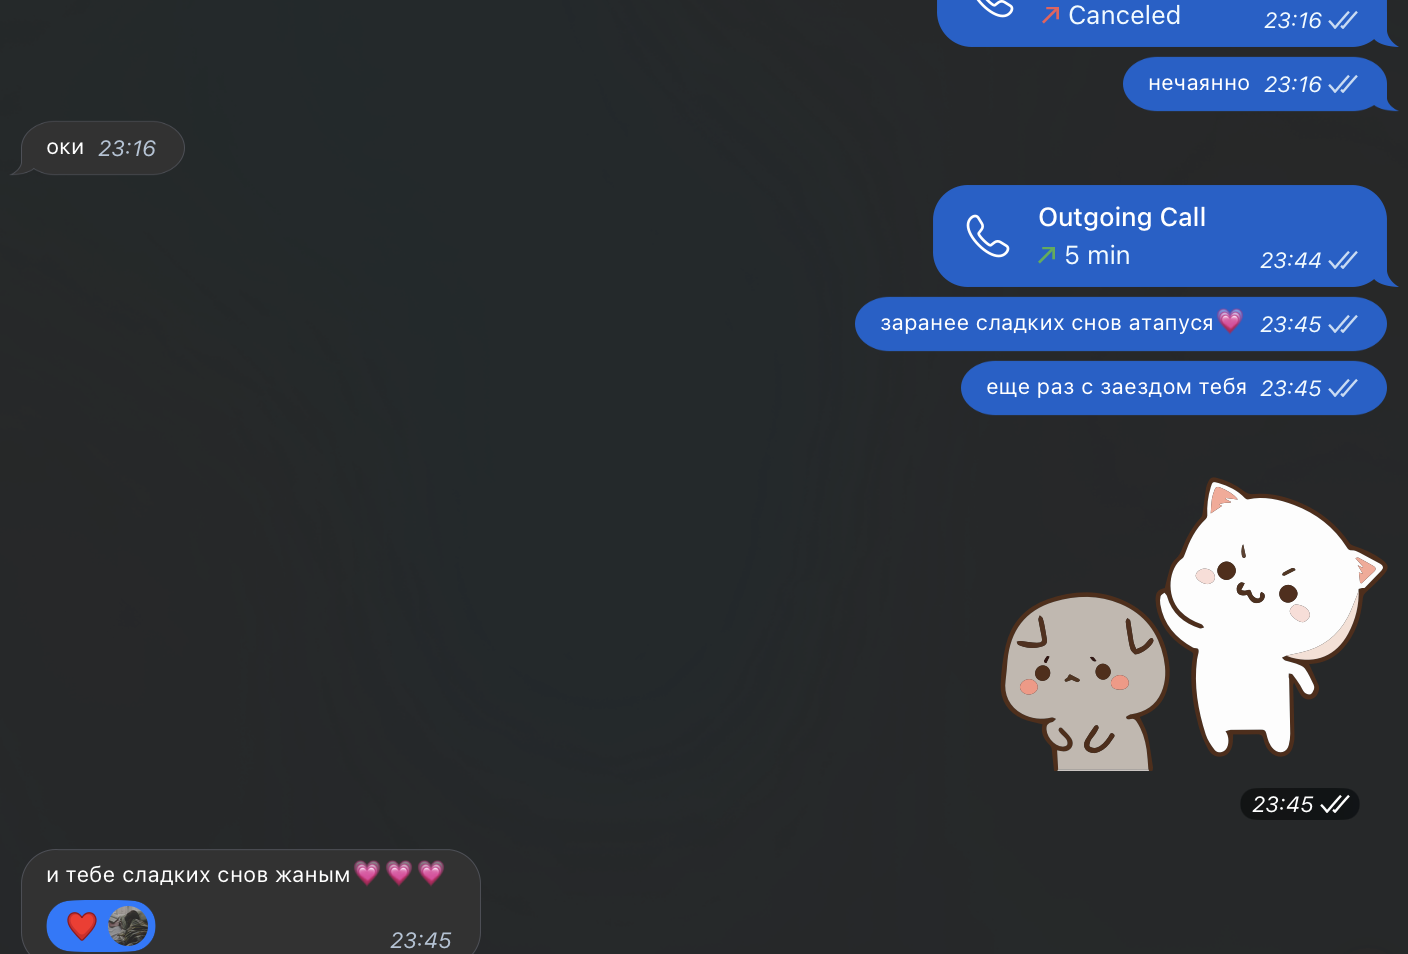 Canceled
23:16
нечаянно 23:16
оки 23:16
Outgoing Call
5 min
23:44
заранее сладких снов атапуся💗 23:45
еще раз с заездом тебя 23:45
23:45
и тебе сладких снов жаным💗💗💗
❤️
23:45